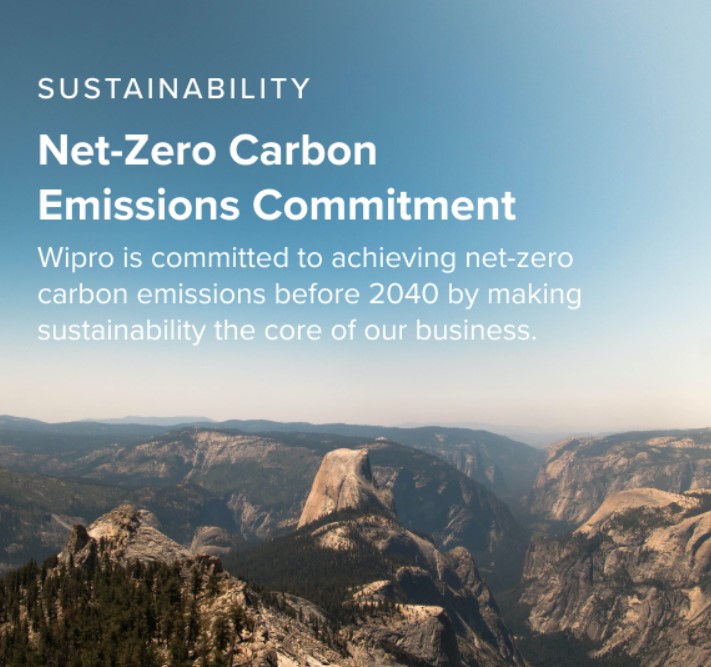 SUSTAINABILITY
Net-Zero Carbon
Emissions Commitment
Wipro is committed to achieving net-zero
carbon emissions before 2040 by making
sustainability the core of our business.